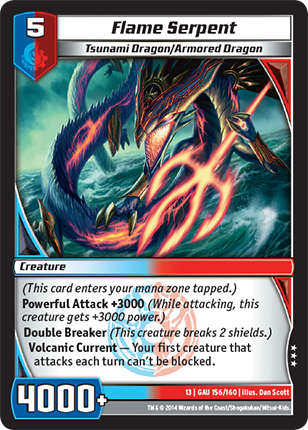 5
Flame Serpent
Tsunami Dragon/Armored Dragon
Creature
(This card enters your mana zone tapped.)
Powerful Attack +3000 (While attacking, this
creature gets +3000 power.)
Double Breaker (This creature breaks 2 shields.)
Volcanic Current — Your first creature that
attacks each turn can't be blocked.
13 | GAU 156/160 | illus. Dan Scott
4000+
TM & © 2014 Wizards of the Coast/Shogakukan/Mitsui-Kids.